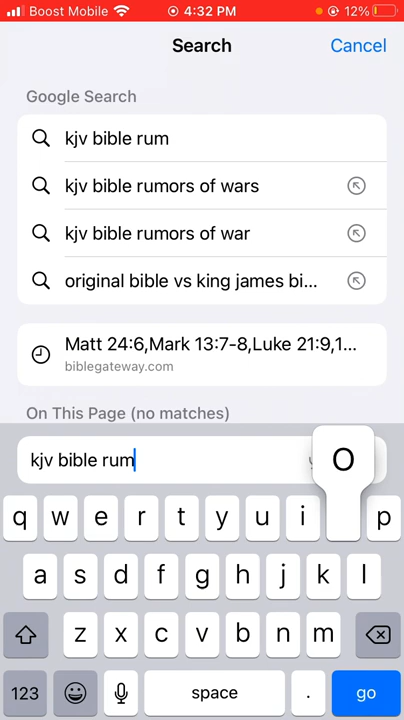 Boost Mobile 4:32 PM 12%
Search Cancel
Google Search
kjv bible rum
kjv bible rumors of wars
kjv bible rumors of war
original bible vs king james bi...
Matt 24:6,Mark 13:7-8,Luke 21:9,1...
biblegateway.com
On This Page (no matches)
kjv bible rum
O
q w e r t y u i p
a s d f g h j k l
z x c v b n m
123 space . go